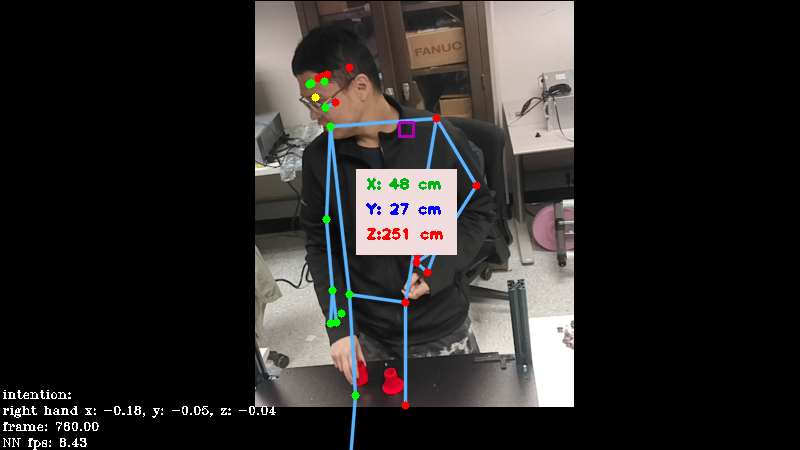 FANUC
X: 48 cm
Y: 27 cm
Z:251 cm
intention:
right hand x: -0.18, y: -0.05, z: -0.04
frame: 760.00
NN fps: 8.43